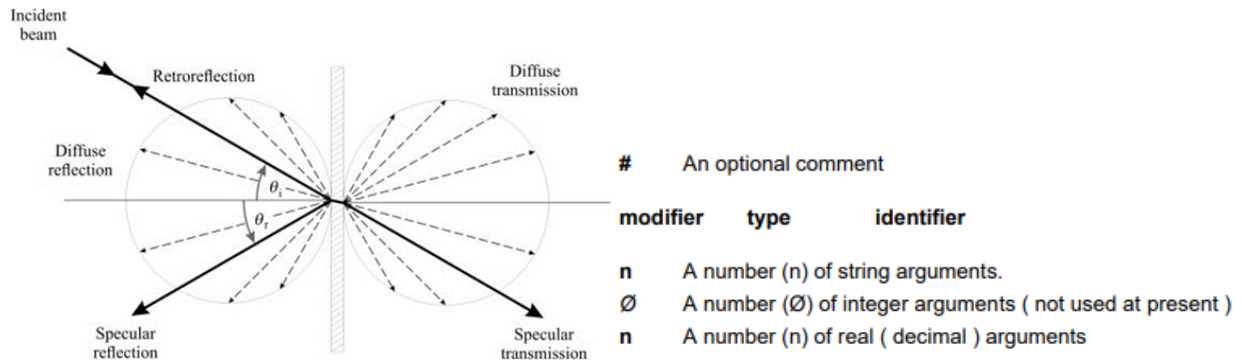 Incident
beam
Retroreflection
Diffuse
transmission
Diffuse
reflection
θi
θr
Specular
reflection
Specular
transmission
# An optional comment
modifier type identifier
n A number (n) of string arguments.
Ø A number (Ø) of integer arguments ( not used at present )
n A number (n) of real ( decimal ) arguments